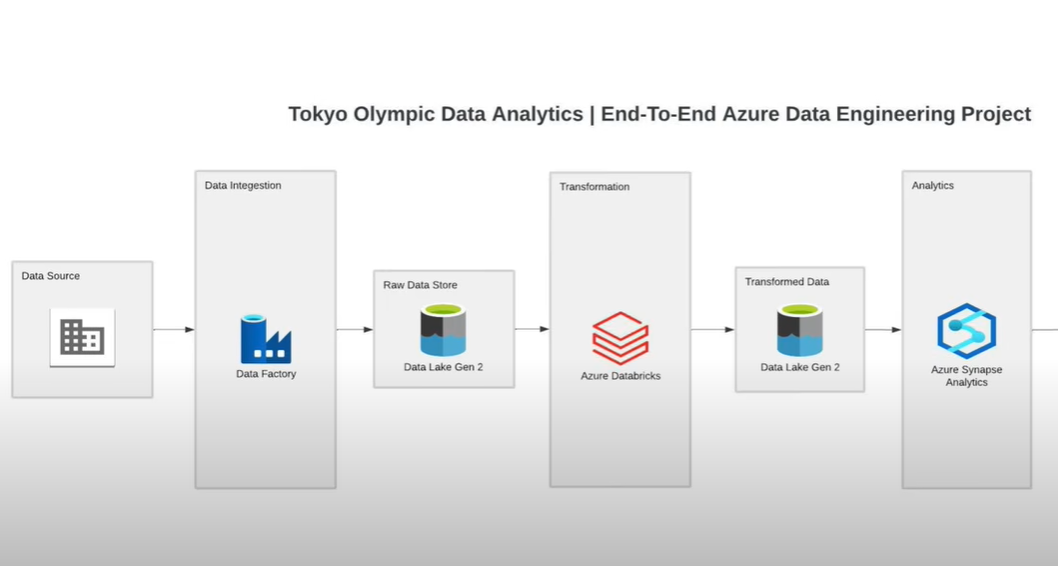 Tokyo Olympic Data Analytics | End-To-End Azure Data Engineering Project
Data Source
Data Integestion
Data Factory
Raw Data Store
Data Lake Gen 2
Transformation
Azure Databricks
Transformed Data
Data Lake Gen 2
Analytics
Azure Synapse
Analytics